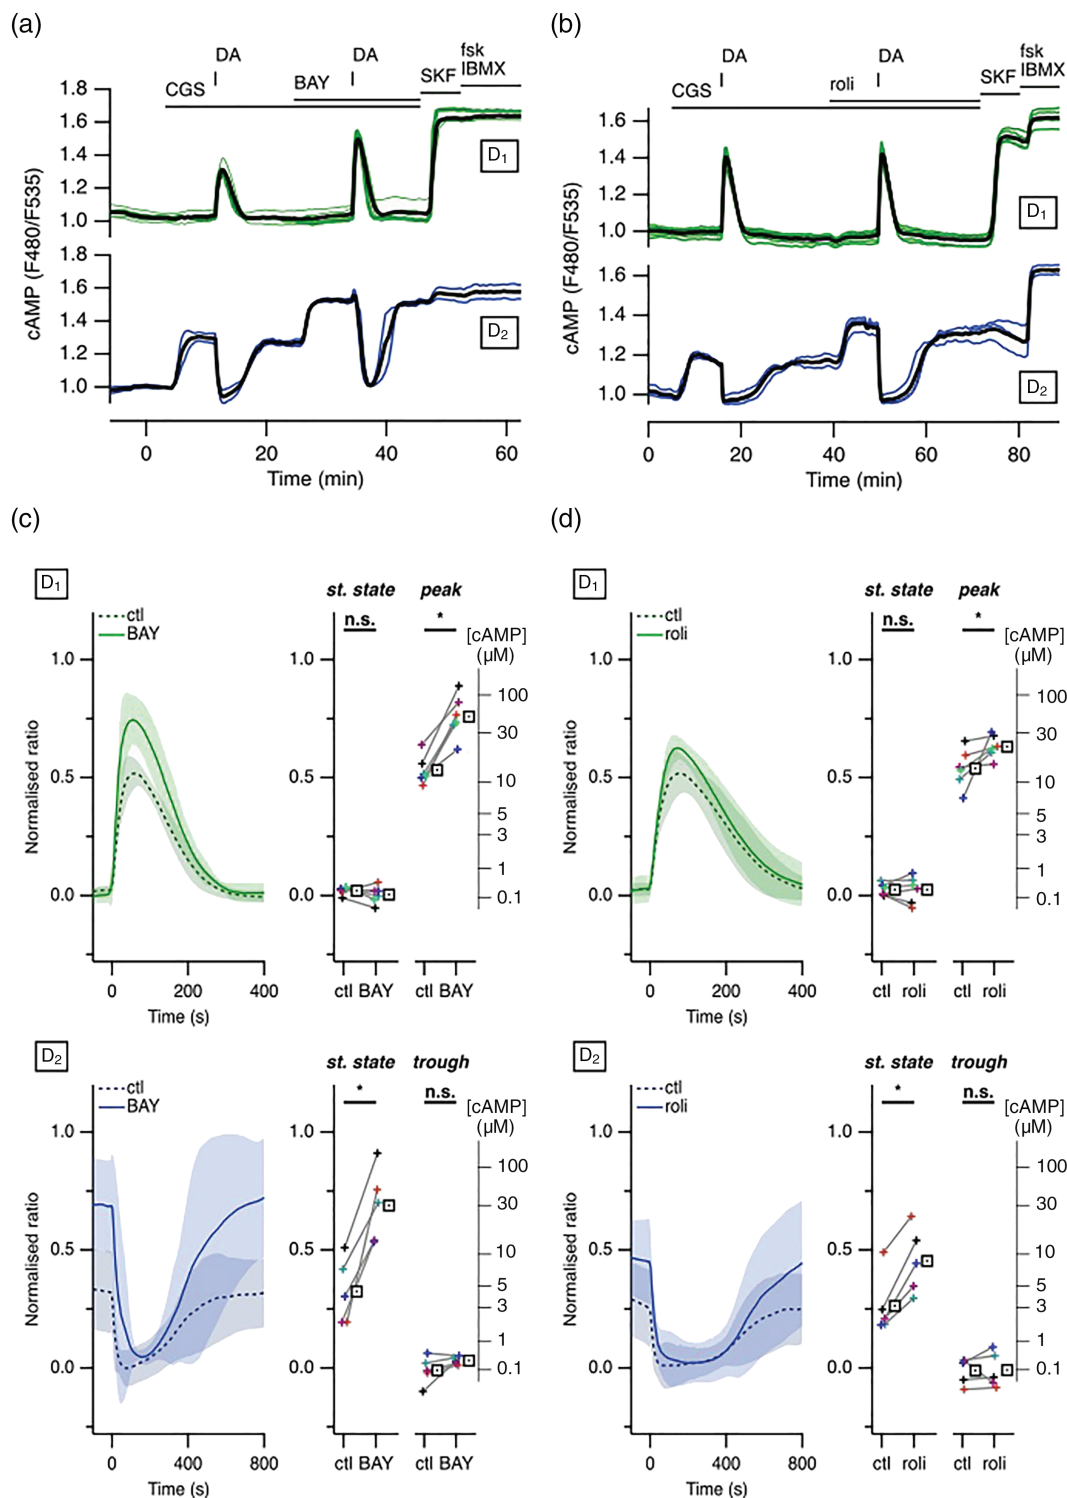 (a)
DA
DA
fsk
IBMX
CGS
BAY
SKF
1.8
1.6
1.4
1.2
1.0
D1
1.8
1.6
1.4
1.2
1.0
D2
cAMP (F480/F535)
0
20
40
60
Time (min)
(b)
DA
DA
fsk
IBMX
CGS
roli
SKF
1.6
1.4
1.2
1.0
D1
1.6
1.4
1.2
1.0
D2
cAMP (F480/F535)
0
20
40
60
80
Time (min)
(c)
D1
ctl
BAY
1.0
0.5
0.0
Normalised ratio
0
200
400
Time (s)
st. state
peak
n.s.
*
1.0
0.5
0.0
[cAMP]
(µM)
100
30
10
5
3
1
0.1
ctl BAY
ctl BAY
D2
ctl
BAY
1.0
0.5
0.0
Normalised ratio
0
400
800
Time (s)
st. state
trough
*
n.s.
1.0
0.5
0.0
[cAMP]
(µM)
100
30
10
5
3
1
0.1
ctl BAY
ctl BAY
(d)
D1
ctl
roli
1.0
0.5
0.0
Normalised ratio
0
200
400
Time (s)
st. state
peak
n.s.
*
1.0
0.5
0.0
[cAMP]
(µM)
100
30
10
5
3
1
0.1
ctl roli
ctl roli
D2
ctl
roli
1.0
0.5
0.0
Normalised ratio
0
400
800
Time (s)
st. state
trough
*
n.s.
1.0
0.5
0.0
[cAMP]
(µM)
100
30
10
5
3
1
0.1
ctl roli
ctl roli